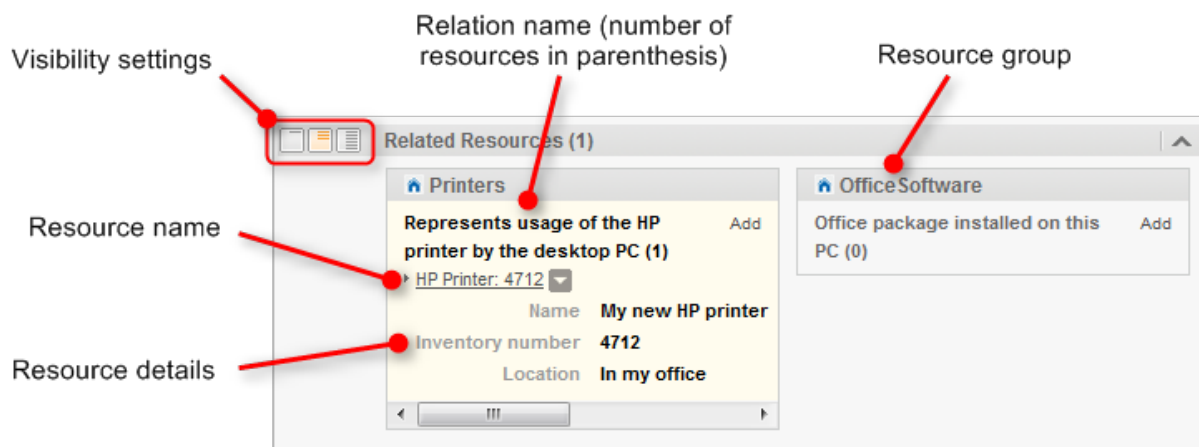 Relation name (number of
resources in parenthesis)
Visibility settings
Resource group
Related Resources (1)
Printers
OfficeSoftware
Represents usage of the HP
printer by the desktop PC (1)
Add
Office package installed on this
PC (0)
Add
Resource name
HP Printer: 4712
Name My new HP printer
Inventory number 4712
Resource details
Location In my office